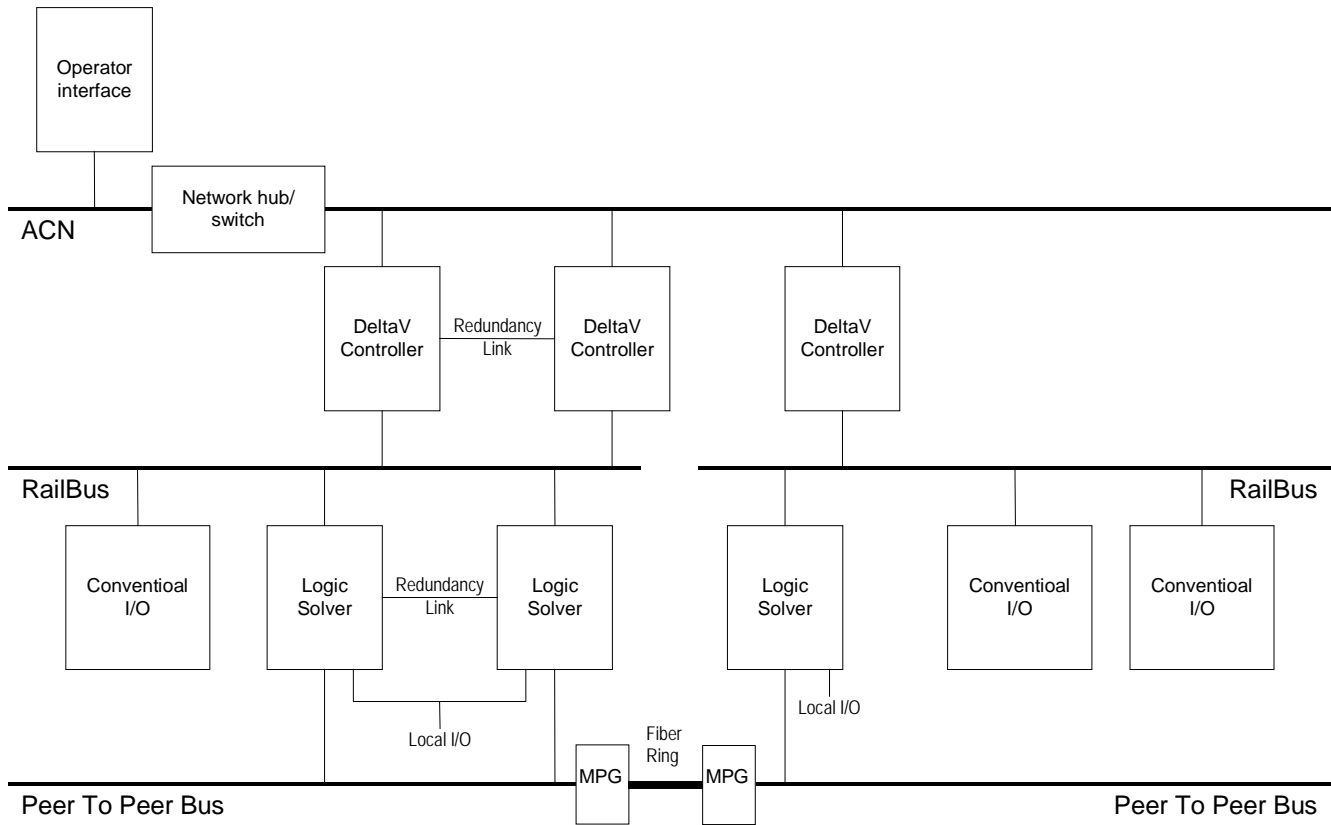 Operator
interface
Network hub/
switch
ACN
DeltaV
Controller
Redundancy
Link
DeltaV
Controller
DeltaV
Controller
RailBus
RailBus
Conventioal
I/O
Logic
Solver
Redundancy
Link
Logic
Solver
Logic
Solver
Conventioal
I/O
Conventioal
I/O
Local I/O
Local I/O
Fiber
Ring
MPG
MPG
Peer To Peer Bus
Peer To Peer Bus